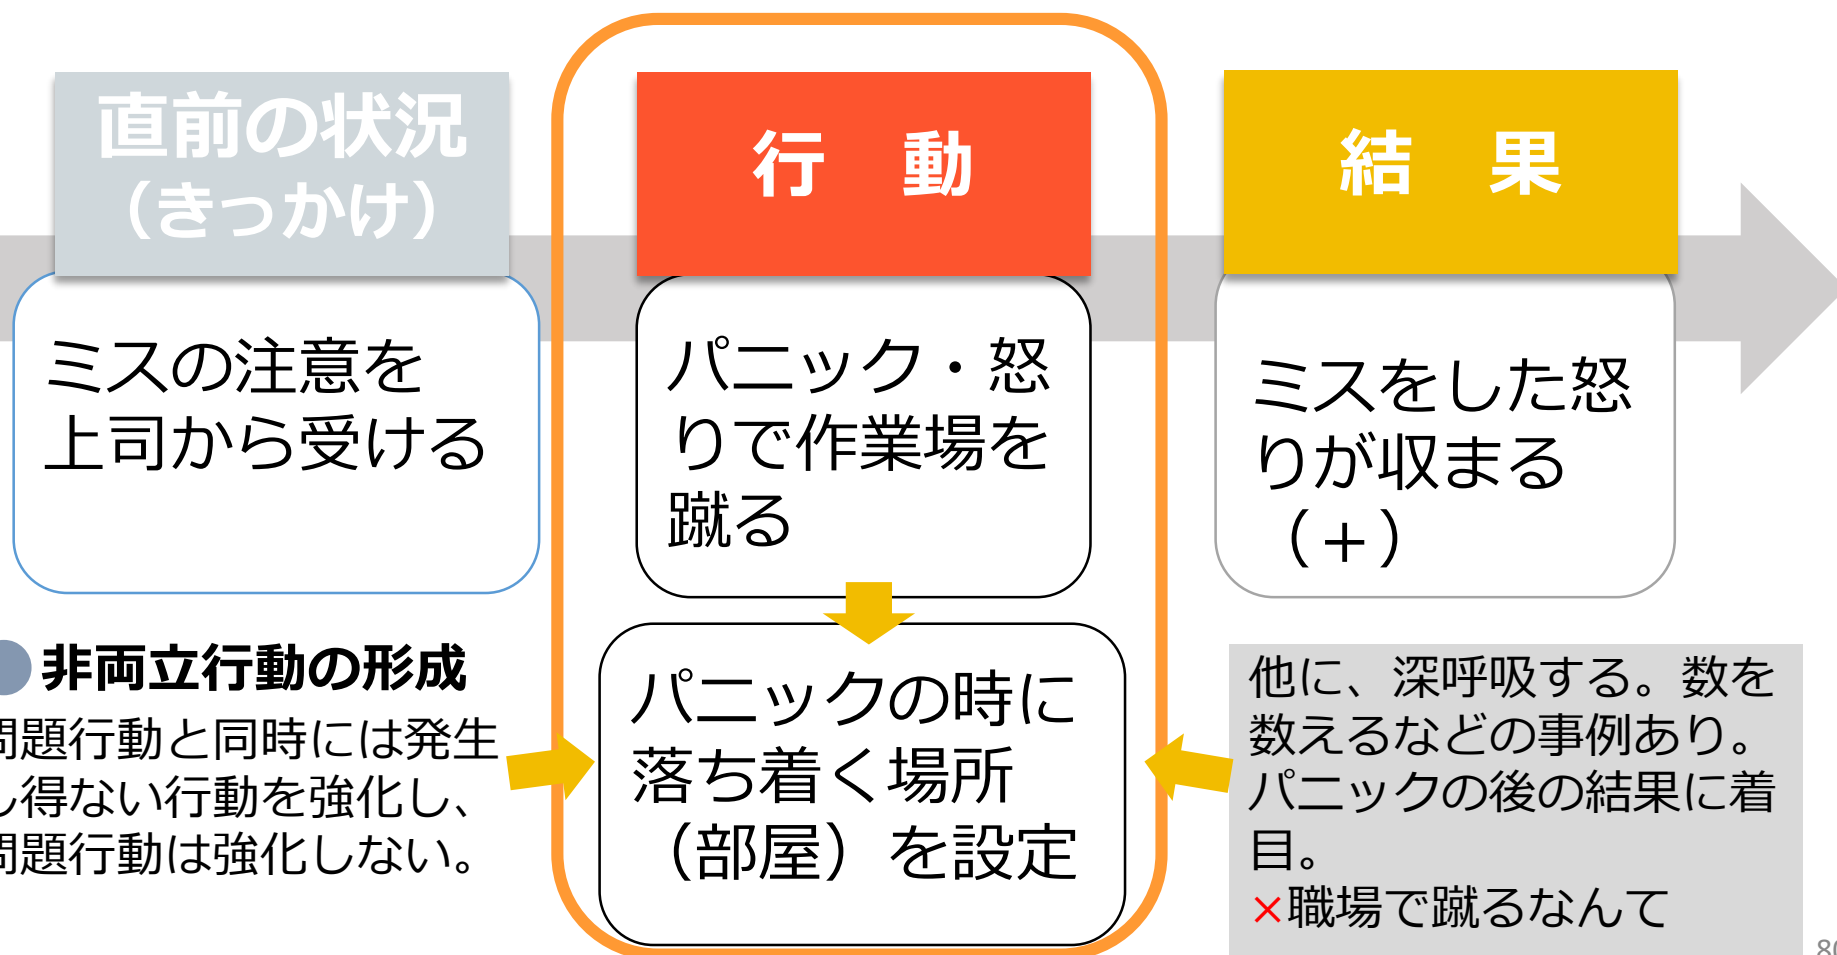 直前の状況
（きっかけ）
行　動
結　果
ミスの注意を
上司から受ける
パニック・怒
りで作業場を
蹴る
ミスをした怒
りが収まる
（+）
非両立行動の形成
問題行動と同時には発生
し得ない行動を強化し、
問題行動は強化しない。
パニックの時に
落ち着く場所
（部屋）を設定
他に、深呼吸する。数を
数えるなどの事例あり。
パニックの後の結果に着
目。
×職場で蹴るなんて
80